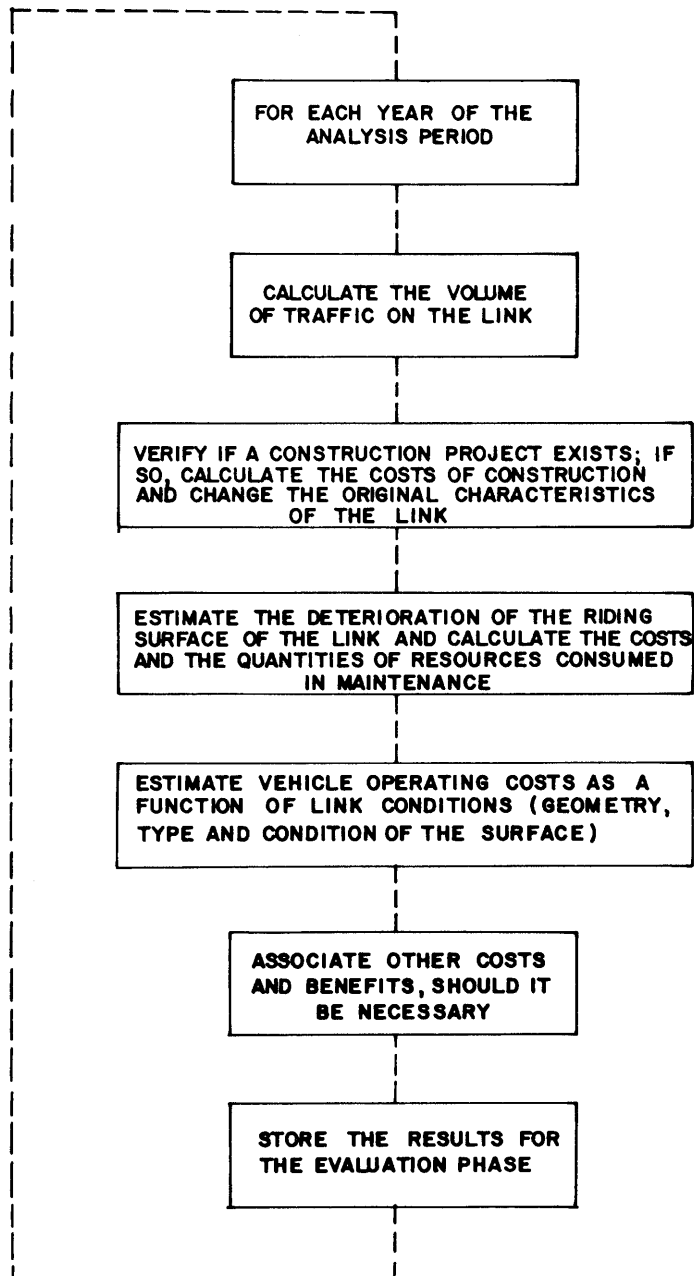 FOR EACH YEAR OF THE
ANALYSIS PERIOD
CALCULATE THE VOLUME
OF TRAFFIC ON THE LINK
VERIFY IF A CONSTRUCTION PROJECT EXISTS; IF
SO, CALCULATE THE COSTS OF CONSTRUCTION
AND CHANGE THE ORIGINAL CHARACTERISTICS
OF THE LINK
ESTIMATE THE DETERIORATION OF THE RIDING
SURFACE OF THE LINK AND CALCULATE THE COSTS
AND THE QUANTITIES OF RESOURCES CONSUMED
IN MAINTENANCE
ESTIMATE VEHICLE OPERATING COSTS AS A
FUNCTION OF LINK CONDITIONS (GEOMETRY,
TYPE AND CONDITION OF THE SURFACE)
ASSOCIATE OTHER COSTS
AND BENEFITS, SHOULD IT
BE NECESSARY
STORE THE RESULTS FOR
THE EVALUATION PHASE